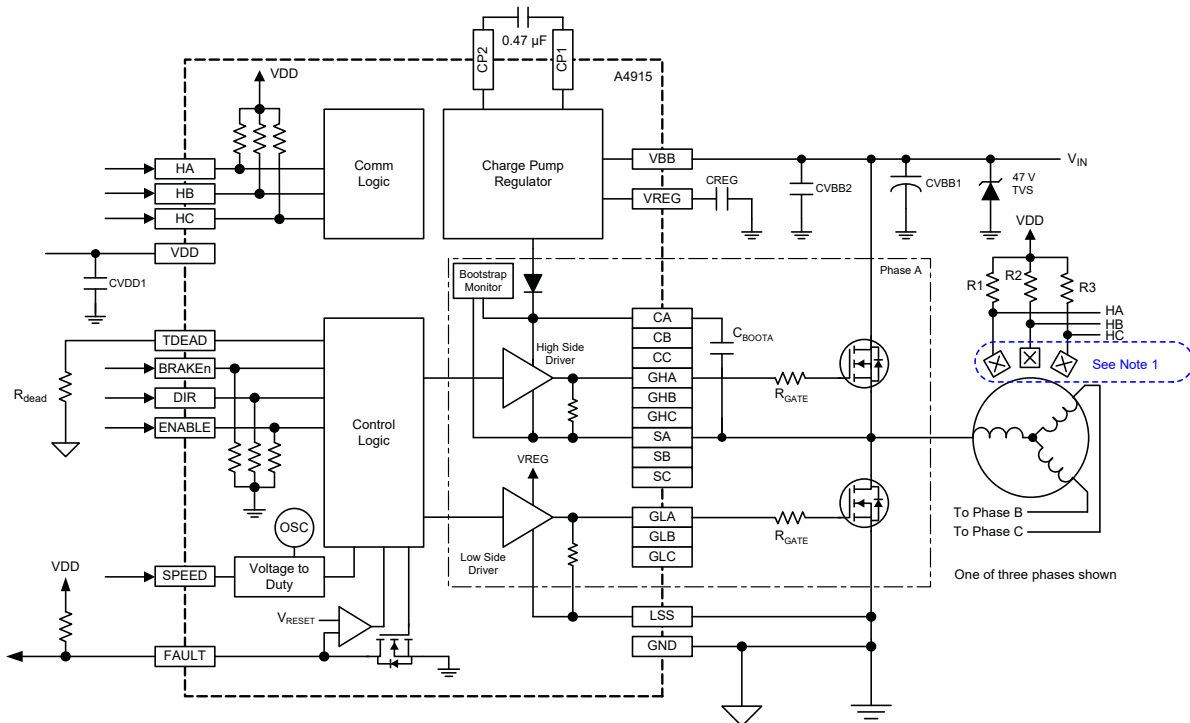 CP2
0.47 µF
CP1
A4915
VDD
HA
HB
HC
VDD
CVDD1
Comm
Logic
Charge Pump
Regulator
VBB
VREG
CREG
CVBB2
CVBB1
47 V
TVS
VIN
VDD
R1
R2
R3
HA
HB
HC
See Note 1
Phase A
Bootstrap
Monitor
High Side
Driver
CA
CB
CC
GHA
GHB
GHC
SA
SB
SC
CBOOTA
RGATE
TDEAD
BRAKEn
DIR
ENABLE
Rdead
Control
Logic
VREG
Low Side
Driver
GLA
GLB
GLC
RGATE
To Phase B
To Phase C
One of three phases shown
OSC
SPEED
Voltage to
Duty
VDD
VRESET
FAULT
LSS
GND